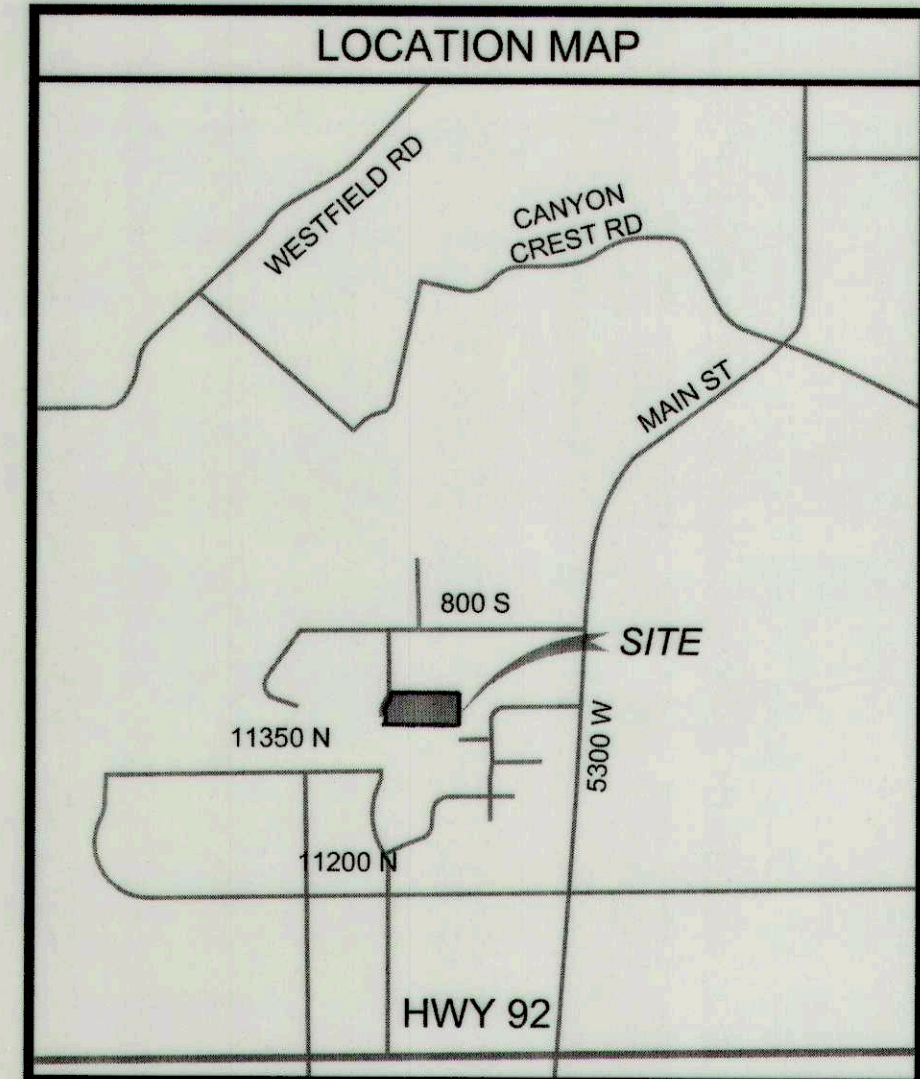 LOCATION MAP
WESTFIELD RD
CANYON
CREST RD
MAIN ST
800 S
SITE
11350 N
5300 W
11200 N
HWY 92